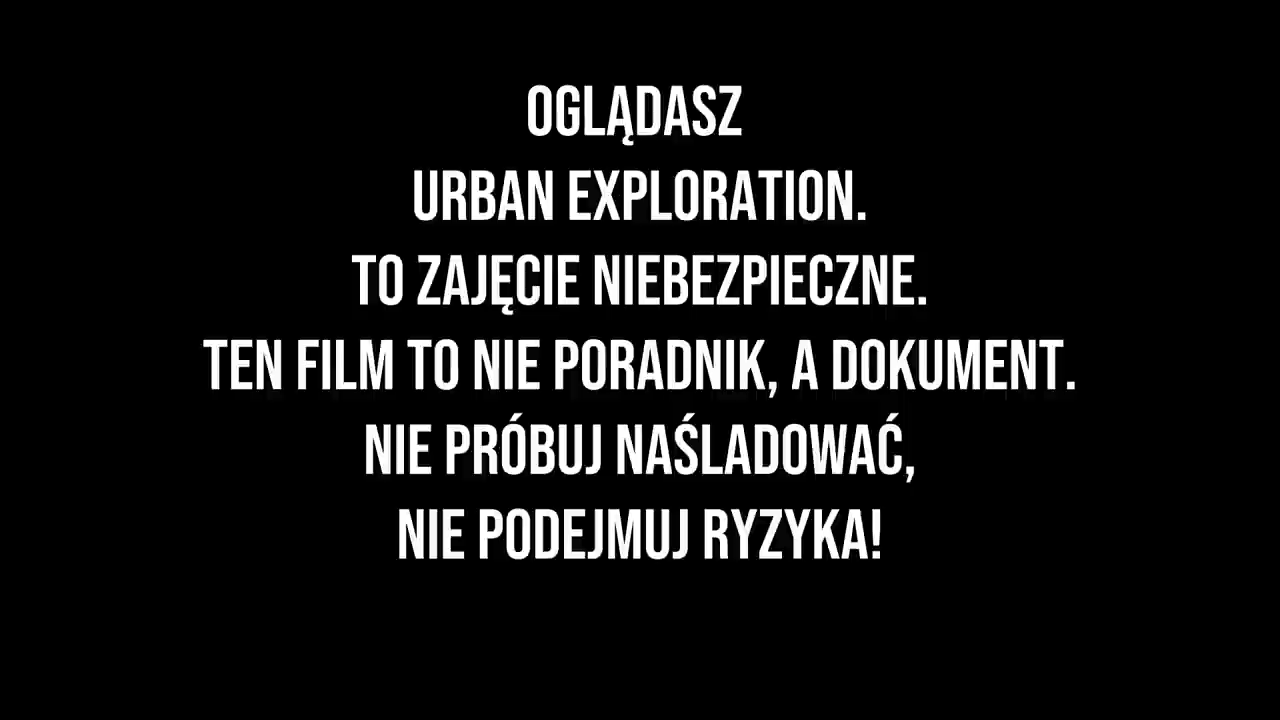 OGLĄDASZ
URBAN EXPLORATION.
TO ZAJĘCIE NIEBEZPIECZNE.
TEN FILM TO NIE PORADNIK, A DOKUMENT.
NIE PRÓBUJ NAŚLADOWAĆ,
NIE PODEJMUJ RYZYKA!